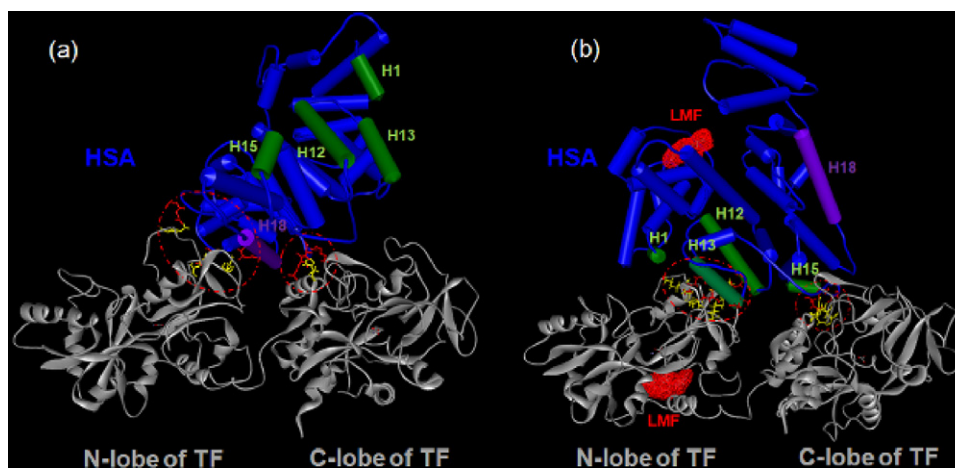 (a)
H1
H15
H12
H13
HSA
H18
N-lobe of TF
C-lobe of TF
(b)
LMF
HSA
H18
H12
H1
H13
H15
LMF
N-lobe of TF
C-lobe of TF